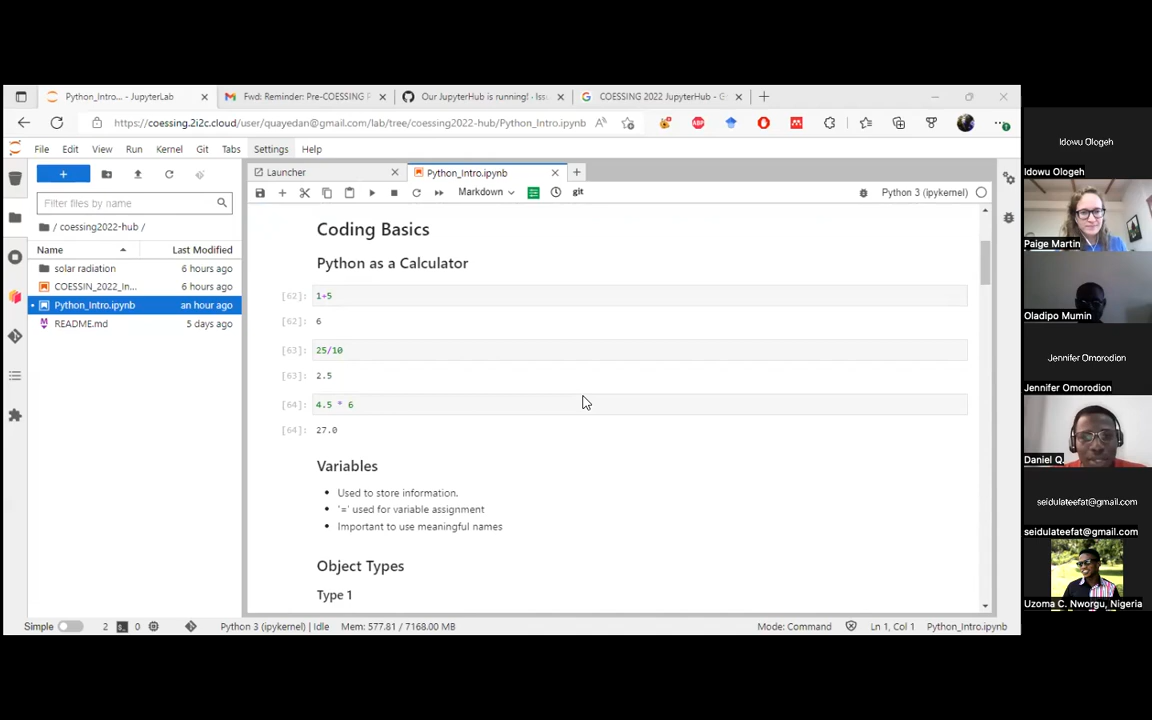 Python_Intro... - JupyterLab
Fwd: Reminder: Pre-COESSING
Our JupyterHub is running! · Iss
COESSING 2022 JupyterHub - G
https://coessing.2i2c.cloud/user/quayedan@gmail.com/lab/tree/coessing2022-hub/Python_Intro.ipynb
ABP
File Edit View Run Kernel Git Tabs Settings Help
Launcher
Python_Intro.ipynb
Markdown
git
Python 3 (ipykernel)
Filter files by name
/ coessing2022-hub /
Name
Last Modified
solar radiation
6 hours ago
COESSIN_2022_In...
6 hours ago
Python_Intro.ipynb
an hour ago
README.md
5 days ago
Coding Basics
Python as a Calculator
[62]: 1+5
[62]: 6
[63]: 25/10
[63]: 2.5
[64]: 4.5 * 6
[64]: 27.0
Variables
• Used to store information.
• '=' used for variable assignment
• Important to use meaningful names
Object Types
Type 1
Simple
2
0
Python 3 (ipykernel) | Idle
Mem: 577.81 / 7168.00 MB
Mode: Command
Ln 1, Col 1
Python_Intro.ipynb
Idowu Ologeh
Idowu Ologeh
Paige Martin
Oladipo Mumin
Jennifer Omorodion
Jennifer Omorodion
Daniel Q.
seidulateefat@gmail.com
seidulateefat@gmail.com
Uzoma C. Nworgu, Nigeria